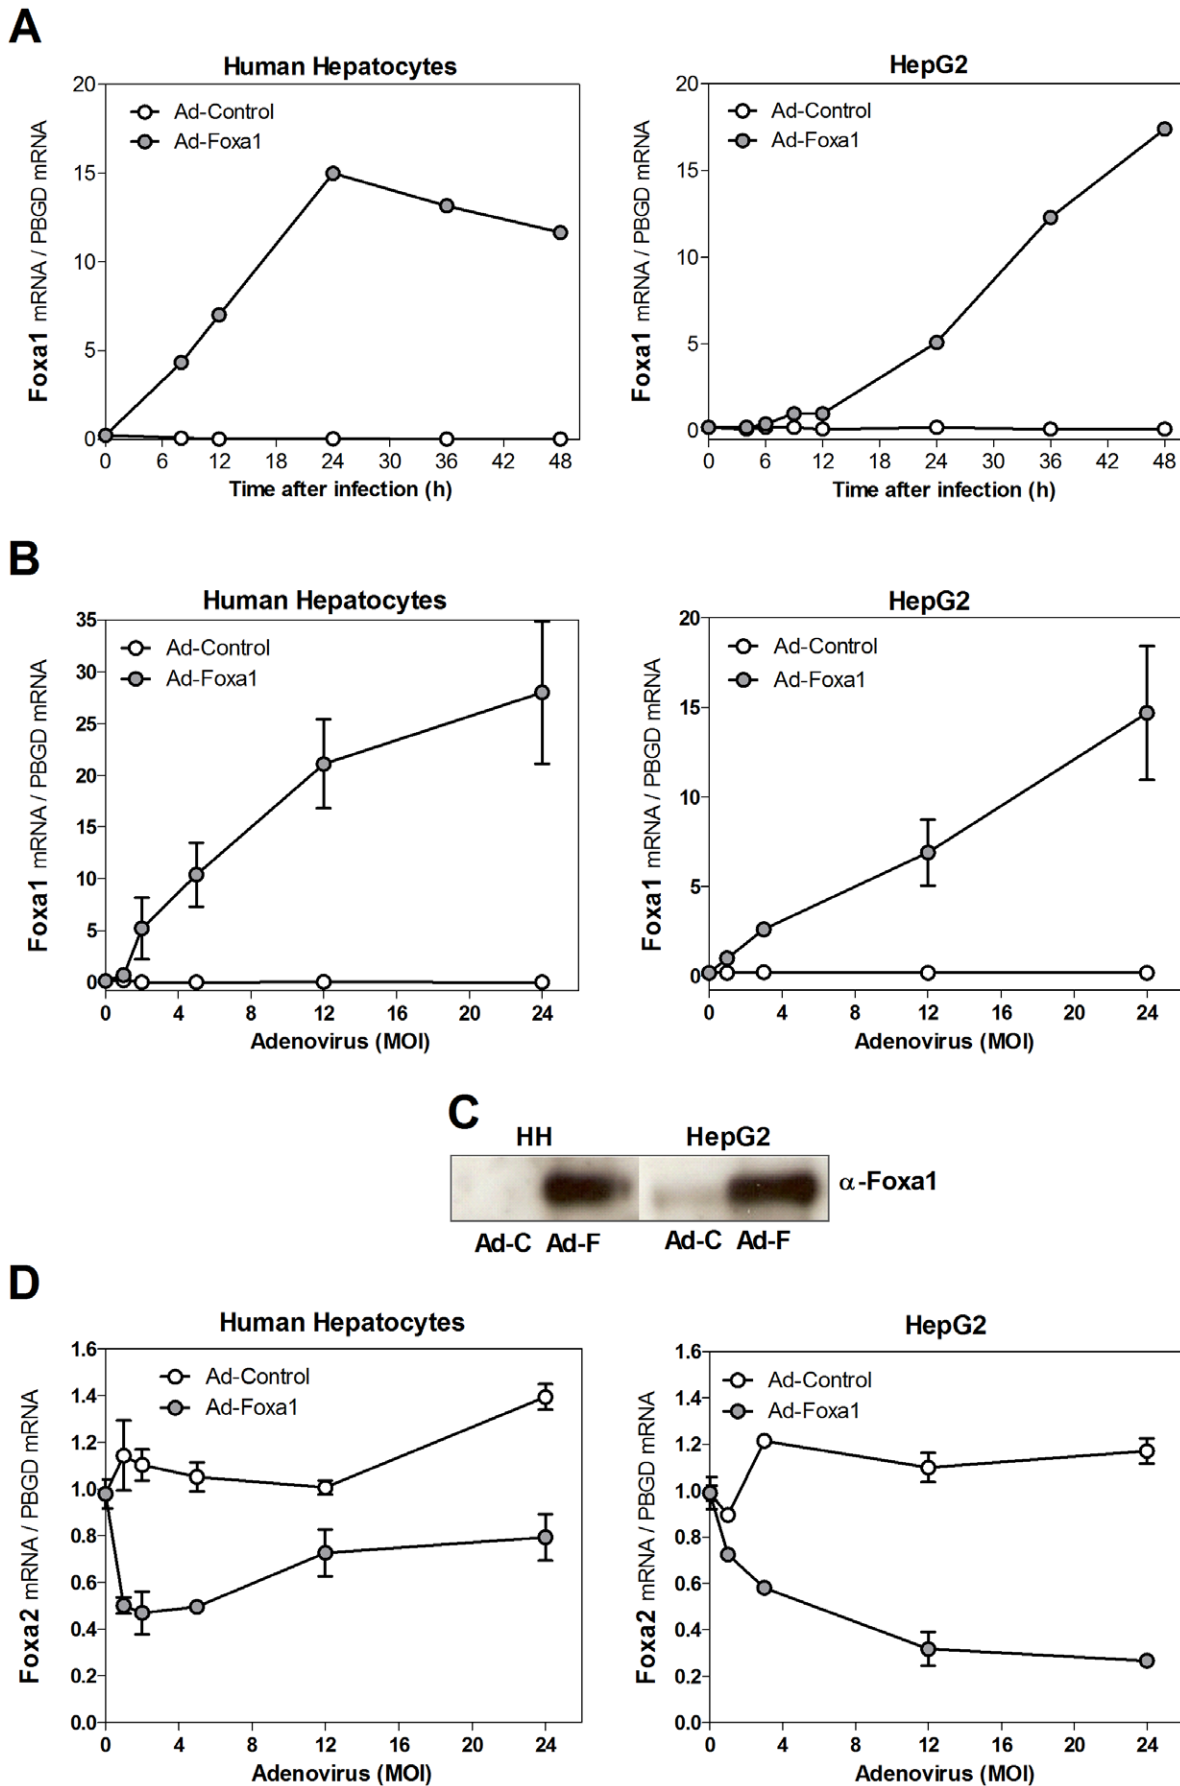 A
Human Hepatocytes
Ad-Control
Ad-Foxa1
Foxa1 mRNA / PBGD mRNA
20
15
10
5
0
0 6 12 18 24 30 36 42 48
Time after infection (h)
HepG2
Ad-Control
Ad-Foxa1
Foxa1 mRNA / PBGD mRNA
20
15
10
5
0
0 6 12 18 24 30 36 42 48
Time after infection (h)
B
Human Hepatocytes
Ad-Control
Ad-Foxa1
Foxa1 mRNA / PBGD mRNA
35
30
25
20
15
10
5
0
0 4 8 12 16 20 24
Adenovirus (MOI)
HepG2
Ad-Control
Ad-Foxa1
Foxa1 mRNA / PBGD mRNA
20
15
10
5
0
0 4 8 12 16 20 24
Adenovirus (MOI)
C
HH HepG2
α-Foxa1
Ad-C Ad-F Ad-C Ad-F
D
Human Hepatocytes
Ad-Control
Ad-Foxa1
Foxa2 mRNA / PBGD mRNA
1.6
1.4
1.2
1.0
0.8
0.6
0.4
0.2
0.0
0 4 8 12 16 20 24
Adenovirus (MOI)
HepG2
Ad-Control
Ad-Foxa1
Foxa2 mRNA / PBGD mRNA
1.6
1.4
1.2
1.0
0.8
0.6
0.4
0.2
0.0
0 4 8 12 16 20 24
Adenovirus (MOI)